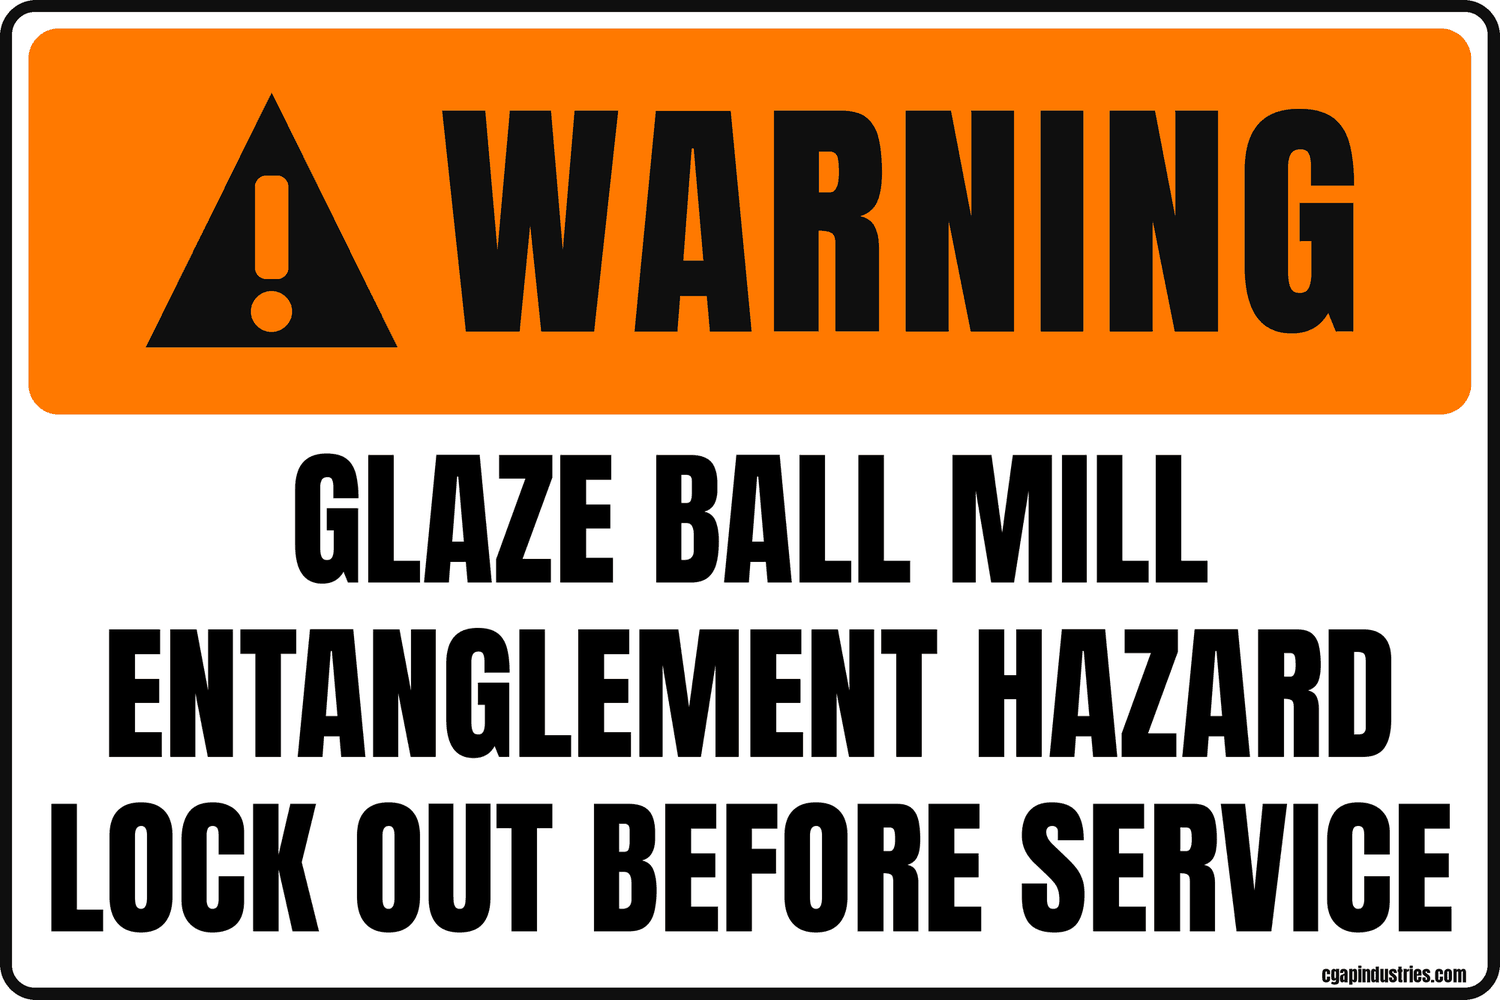 WARNING
GLAZE BALL MILL
ENTANGLEMENT HAZARD
LOCK OUT BEFORE SERVICE
cgapindustries.com